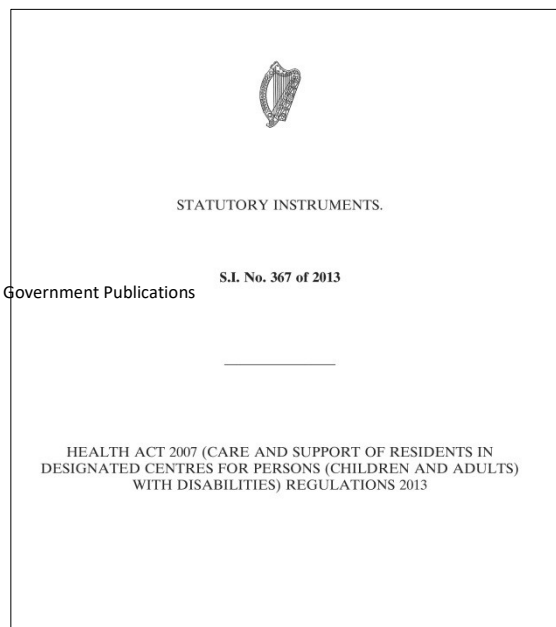 STATUTORY INSTRUMENTS.
S.I. No. 367 of 2013
Government Publications
HEALTH ACT 2007 (CARE AND SUPPORT OF RESIDENTS IN
DESIGNATED CENTRES FOR PERSONS (CHILDREN AND ADULTS)
WITH DISABILITIES) REGULATIONS 2013